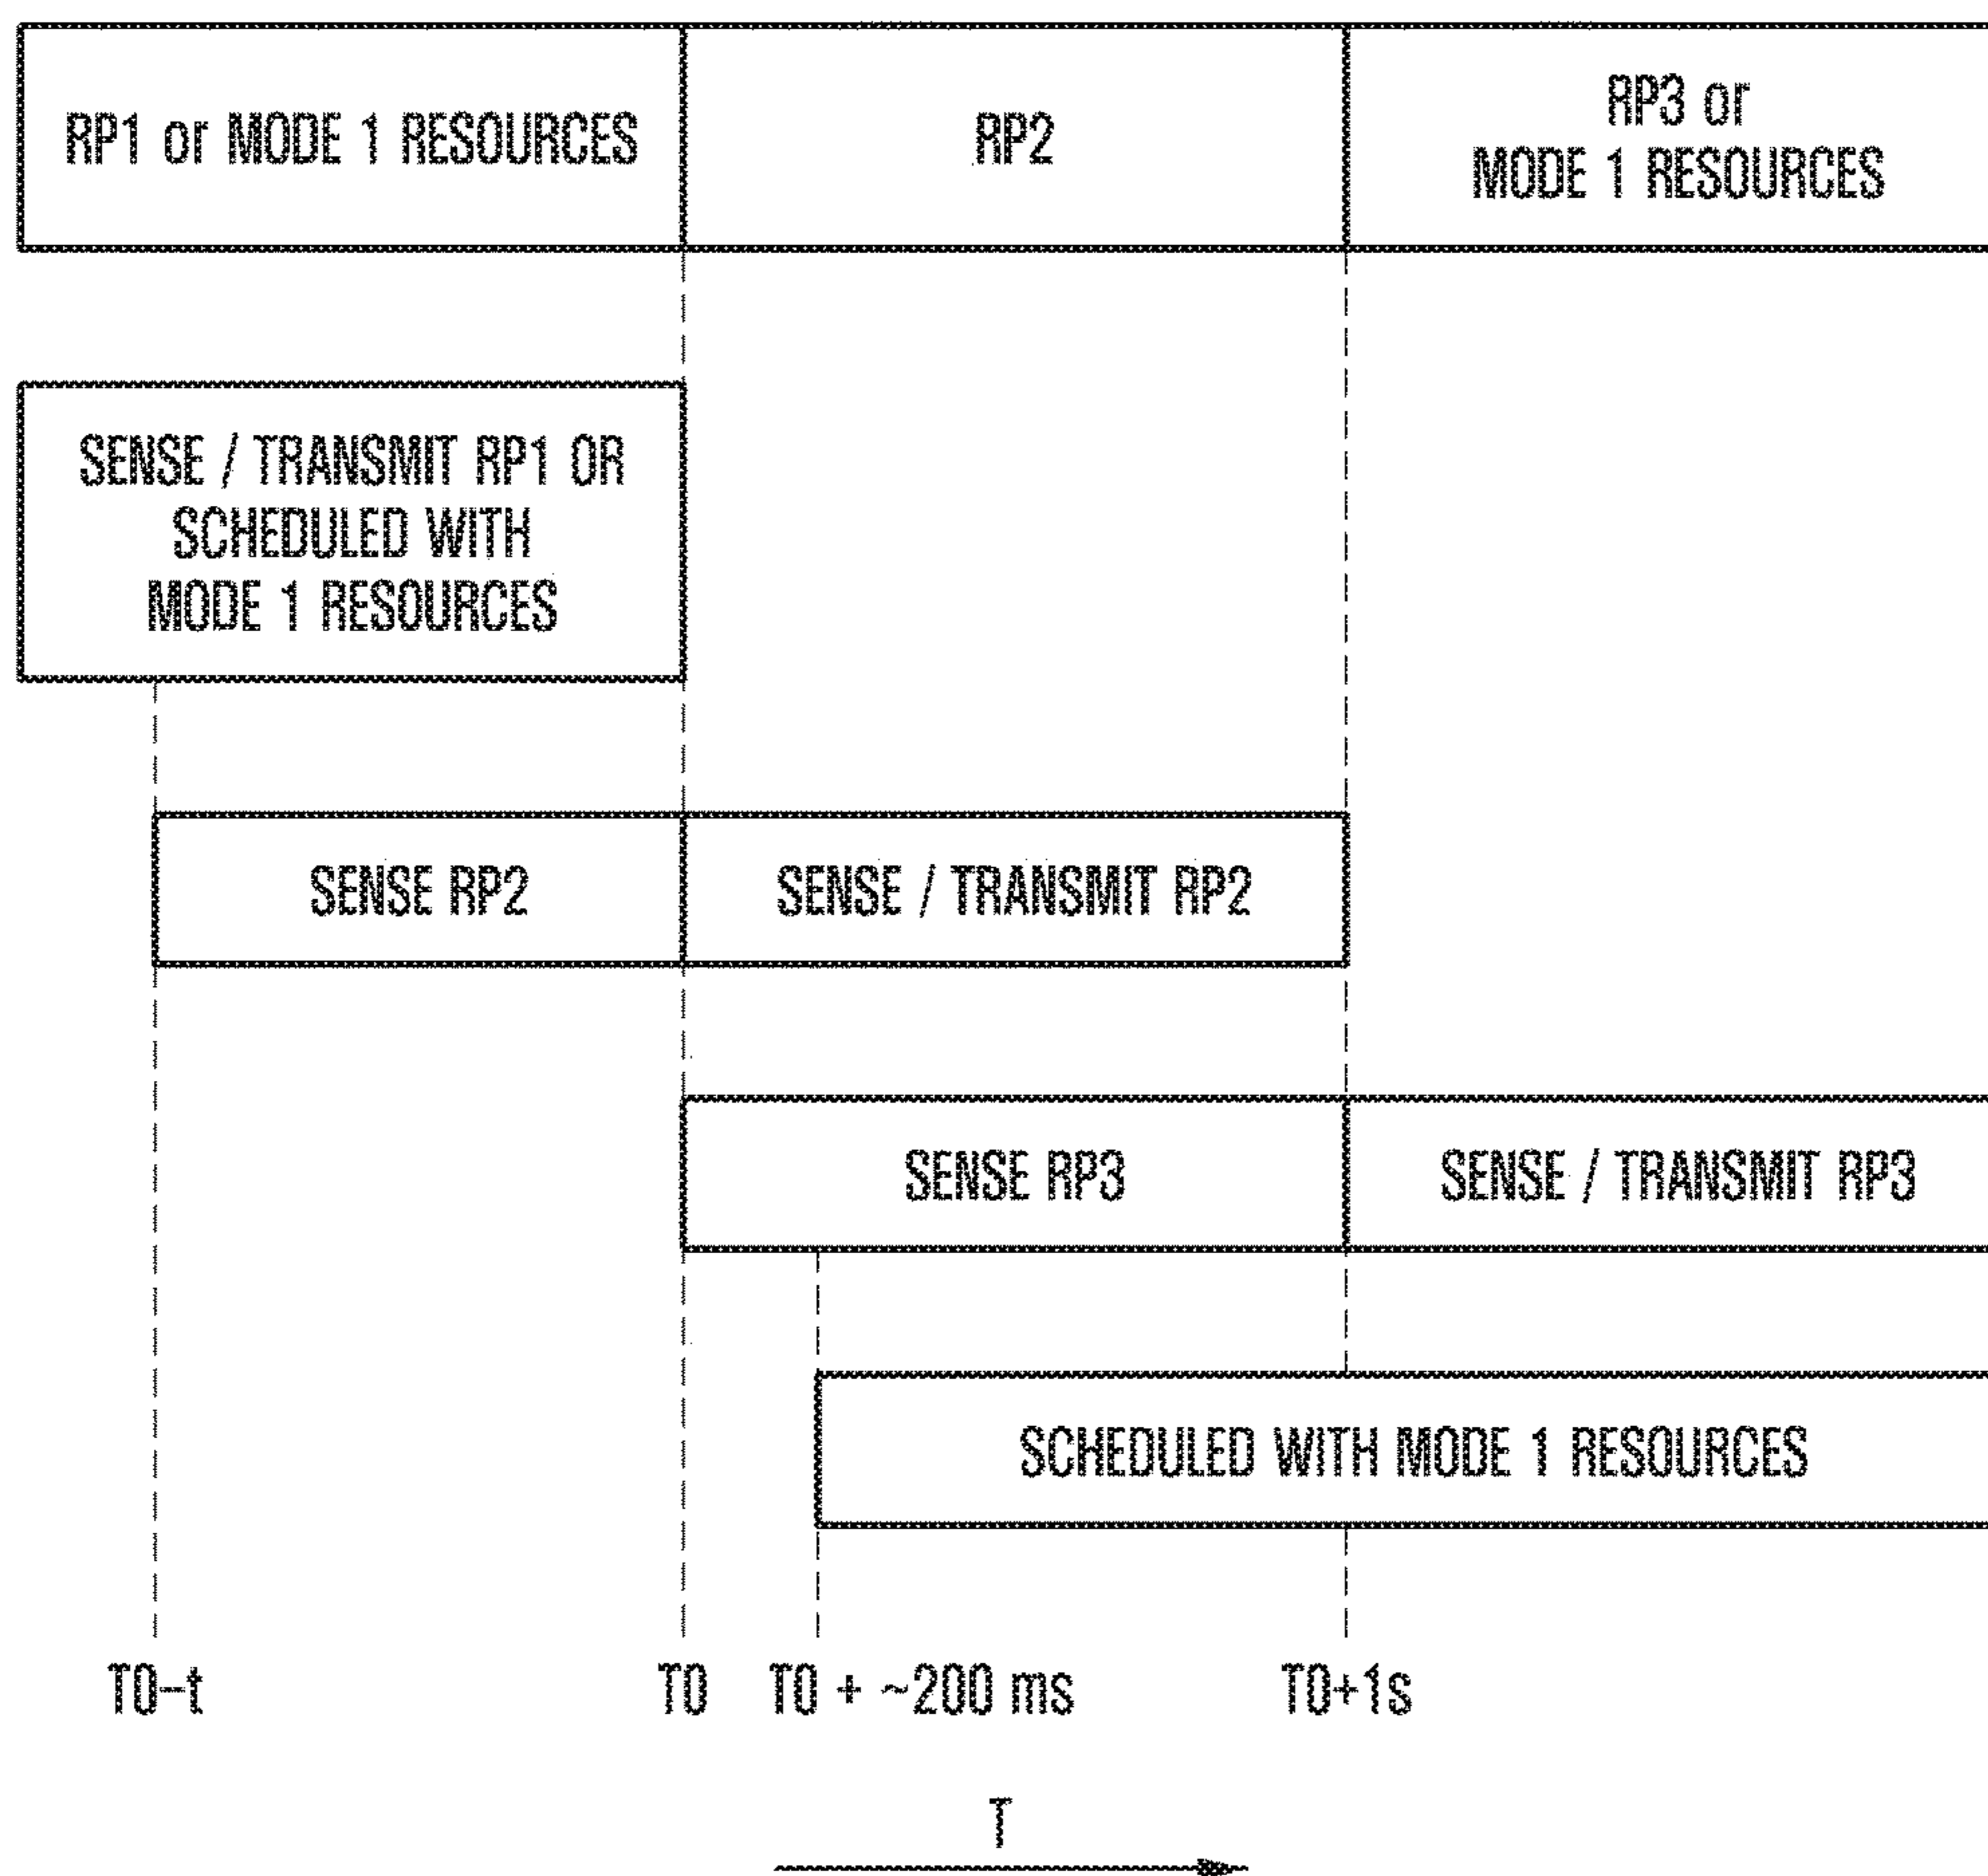 RP1 or MODE 1 RESOURCES
RP2
RP3 or
MODE 1 RESOURCES
SENSE / TRANSMIT RP1 OR
SCHEDULED WITH
MODE 1 RESOURCES
SENSE RP2
SENSE / TRANSMIT RP2
SENSE RP3
SENSE / TRANSMIT RP3
SCHEDULED WITH MODE 1 RESOURCES
T0-t
T0
T0 + ~200 ms
T0+1s
T